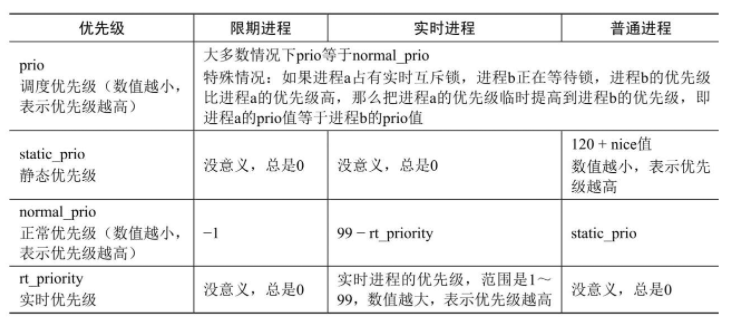 优先级 限期进程 实时进程 普通进程
prio
调度优先级（数值越小，
表示优先级越高）
大多数情况下prio等于normal_prio
特殊情况：如果进程a占有实时互斥锁，进程b正在等待锁，进程b的优先级
比进程a的优先级高，那么把进程a的优先级临时提高到进程b的优先级，即
进程a的prio值等于进程b的prio值
static_prio
静态优先级
没意义，总是0
没意义，总是0
120 + nice值
数值越小，表示优先
级越高
normal_prio
正常优先级（数值越小，
表示优先级越高）
−1
99 − rt_priority
static_prio
rt_priority
实时优先级
没意义，总是0
实时进程的优先级，范围是1～
99，数值越大，表示优先级越高
没意义，总是0